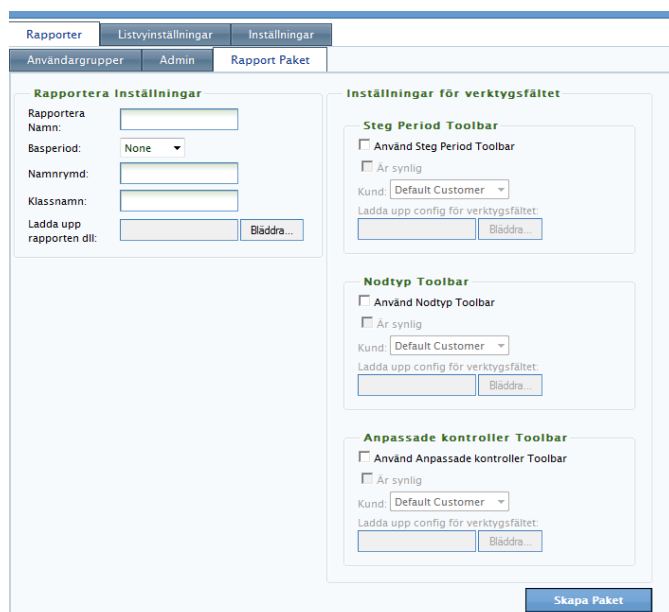 Rapporter Listvyinställningar Inställningar
Användargrupper Admin Rapport Paket
Rapportera Inställningar
Rapportera Namn:
Basperiod: None
Namnrymd:
Klassnamn:
Ladda upp rapporten dll: Bläddra...
Inställningar för verktygsfältet
Steg Period Toolbar
Använd Steg Period Toolbar
Är synlig
Kund: Default Customer
Ladda upp config för verktygsfältet:
Bläddra...
Nodtyp Toolbar
Använd Nodtyp Toolbar
Är synlig
Kund: Default Customer
Ladda upp config för verktygsfältet:
Bläddra...
Anpassade kontroller Toolbar
Använd Anpassade kontroller Toolbar
Är synlig
Kund: Default Customer
Ladda upp config för verktygsfältet:
Bläddra...
Skapa Paket